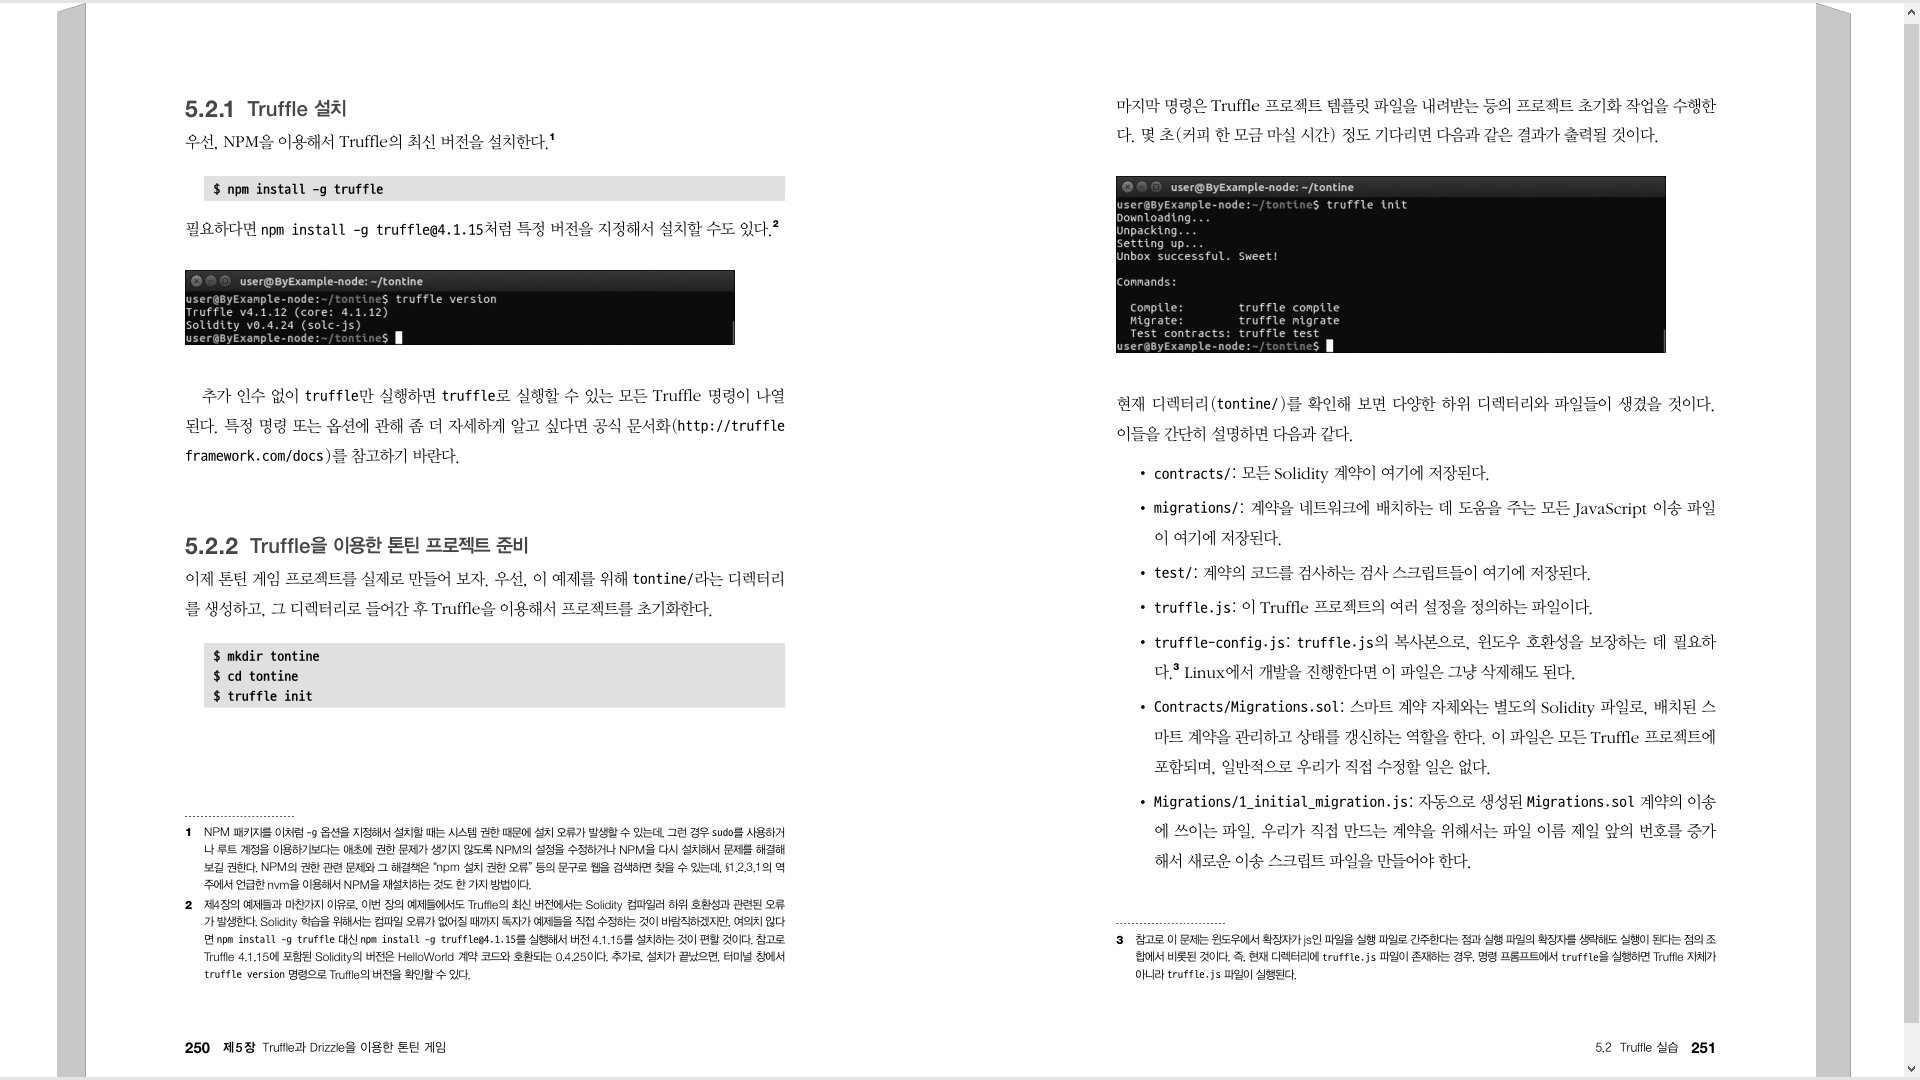 5.2.1 Truffle 설치
우선, NPM을 이용해서 Truffle의 최신 버전을 설치한다.1
$ npm install -g truffle
필요하다면 npm install -g truffle@4.1.15처럼 특정 버전을 지정해서 설치할 수도 있다.2
user@ByExample-node: ~/tontine
user@ByExample-node:~/tontine$ truffle version
Truffle v4.1.12 (core: 4.1.12)
Solidity v0.4.24 (solc-js)
user@ByExample-node:~/tontine$
추가 인수 없이 truffle만 실행하면 truffle로 실행할 수 있는 모든 Truffle 명령이 나열
된다. 특정 명령 또는 옵션에 관해 좀 더 자세하게 알고 싶다면 공식 문서화(http://truffle
framework.com/docs)를 참고하기 바란다.
5.2.2 Truffle을 이용한 톤틴 프로젝트 준비
이제 톤틴 게임 프로젝트를 실제로 만들어 보자. 우선, 이 예제를 위해 tontine/라는 디렉터리
를 생성하고, 그 디렉터리로 들어간 후 Truffle을 이용해서 프로젝트를 초기화한다.
$ mkdir tontine
$ cd tontine
$ truffle init
1 NPM 패키지를 이처럼 -g 옵션을 지정해서 설치할 때는 시스템 권한 때문에 설치 오류가 발생할 수 있는데, 그런 경우 sudo를 사용하거
나 루트 계정을 이용하기보다는 애초에 권한 문제가 생기지 않도록 NPM의 설정을 수정하거나 NPM을 다시 설치해서 문제를 해결해
보길 권한다. NPM의 권한 관련 문제와 그 해결책은 "npm 설치 권한 오류" 등의 문구로 웹을 검색하면 찾을 수 있는데, §1.2.3.1의 역
주에서 언급한 nvm을 이용해서 NPM을 재설치하는 것도 한 가지 방법이다.
2 제4장의 예제들과 마찬가지 이유로, 이번 장의 예제들에서도 Truffle의 최신 버전에서는 Solidity 컴파일러 하위 호환성과 관련된 오류
가 발생한다. Solidity 학습을 위해서는 컴파일 오류가 없어질 때까지 독자가 예제들을 직접 수정하는 것이 바람직하겠지만, 여의치 않다
면 npm install -g truffle 대신 npm install -g truffle@4.1.15를 실행해서 버전 4.1.15를 설치하는 것이 편할 것이다. 참고로
Truffle 4.1.15에 포함된 Solidity의 버전은 HelloWorld 계약 코드와 호환되는 0.4.25이다. 추가로, 설치가 끝났으면, 터미널 창에서
truffle version 명령으로 Truffle의 버전을 확인할 수 있다.
250 제5장 Truffle과 Drizzle을 이용한 톤틴 게임
마지막 명령은 Truffle 프로젝트 템플릿 파일을 내려받는 등의 프로젝트 초기화 작업을 수행한
다. 몇 초(커피 한 모금 마실 시간) 정도 기다리면 다음과 같은 결과가 출력될 것이다.
user@ByExample-node: ~/tontine
user@ByExample-node:~/tontine$ truffle init
Downloading...
Unpacking...
Setting up...
Unbox successful. Sweet!
Commands:
Compile: truffle compile
Migrate: truffle migrate
Test contracts: truffle test
user@ByExample-node:~/tontine$
현재 디렉터리(tontine/)를 확인해 보면 다양한 하위 디렉터리와 파일들이 생겼을 것이다.
이들을 간단히 설명하면 다음과 같다.
• contracts/: 모든 Solidity 계약이 여기에 저장된다.
• migrations/: 계약을 네트워크에 배치하는 데 도움을 주는 모든 JavaScript 이송 파일
이 여기에 저장된다.
• test/: 계약의 코드를 검사하는 검사 스크립트들이 여기에 저장된다.
• truffle.js: 이 Truffle 프로젝트의 여러 설정을 정의하는 파일이다.
• truffle-config.js: truffle.js의 복사본으로, 윈도우 호환성을 보장하는 데 필요하
다.3 Linux에서 개발을 진행한다면 이 파일은 그냥 삭제해도 된다.
• Contracts/Migrations.sol: 스마트 계약 자체와는 별도의 Solidity 파일로, 배치된 스
마트 계약을 관리하고 상태를 갱신하는 역할을 한다. 이 파일은 모든 Truffle 프로젝트에
포함되며, 일반적으로 우리가 직접 수정할 일은 없다.
• Migrations/1_initial_migration.js: 자동으로 생성된 Migrations.sol 계약의 이송
에 쓰이는 파일. 우리가 직접 만드는 계약을 위해서는 파일 이름 제일 앞의 번호를 증가
해서 새로운 이송 스크립트 파일을 만들어야 한다.
3 참고로 이 문제는 윈도우에서 확장자가 js인 파일을 실행 파일로 간주한다는 점과 실행 파일의 확장자를 생략해도 실행이 된다는 점의 조
합에서 비롯된 것이다. 즉, 현재 디렉터리에 truffle.js 파일이 존재하는 경우, 명령 프롬프트에서 truffle을 실행하면 Truffle 자체가
아니라 truffle.js 파일이 실행된다.
5.2 Truffle 실습 251